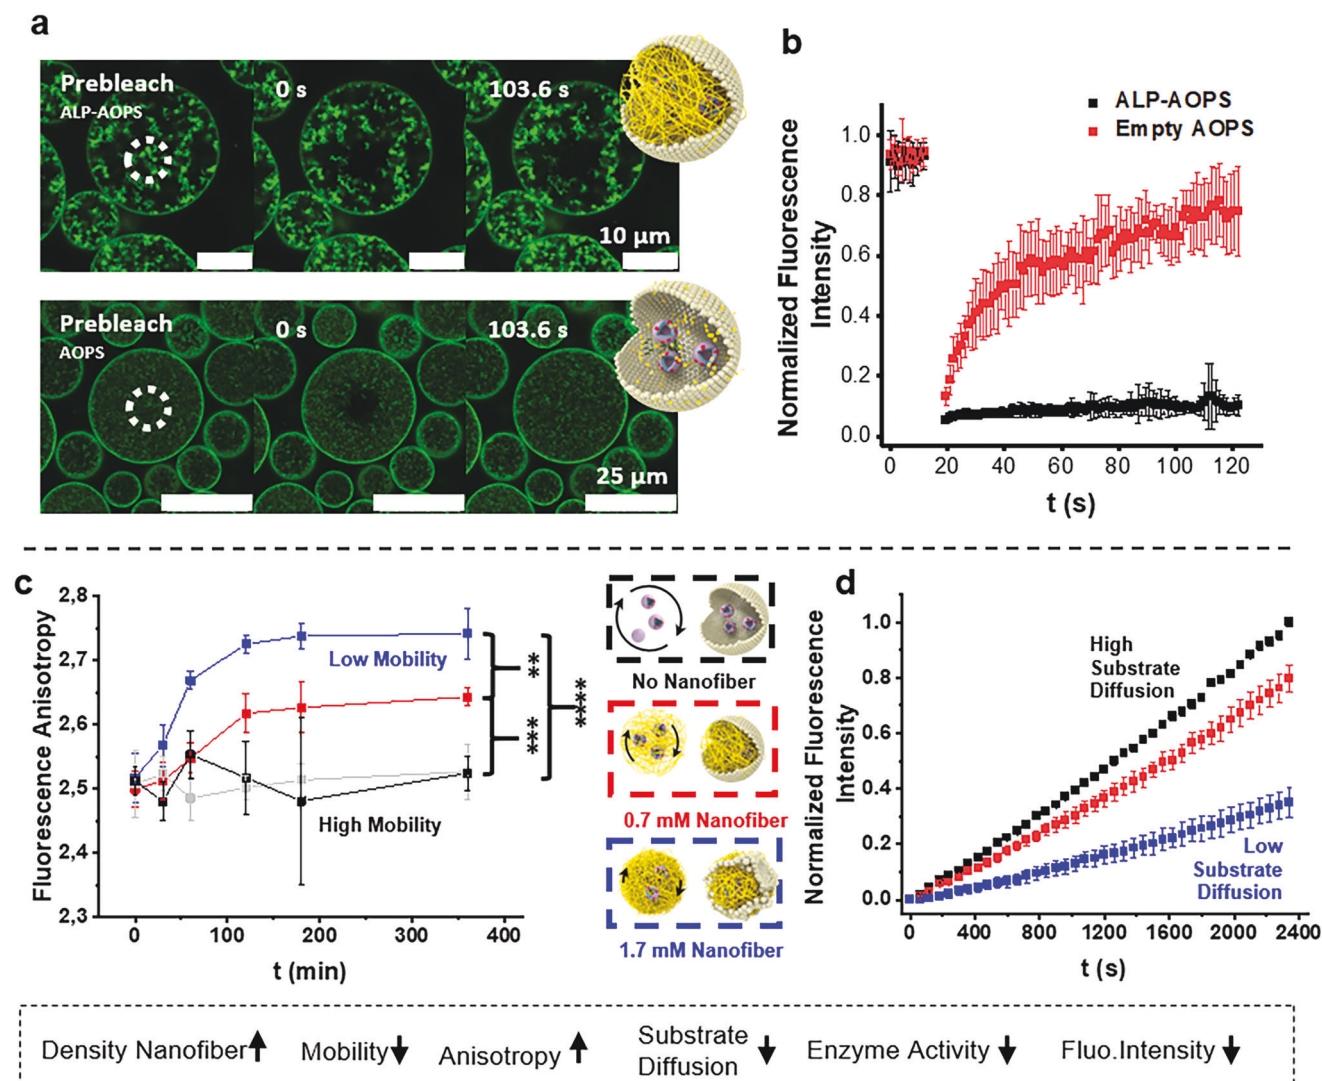 a
Prebleach
ALP-AOPS
0 s
103.6 s
10 µm
Prebleach
AOPS
0 s
103.6 s
25 µm
b
Normalized Fluorescence
Intensity
1.0
0.8
0.6
0.4
0.2
0.0
ALP-AOPS
Empty AOPS
0 20 40 60 80 100 120
t (s)
c
Fluorescence Anisotropy
2,8
2,7
2,6
2,5
2,4
2,3
Low Mobility
High Mobility
**
***
****
0 100 200 300 400
t (min)
No Nanofiber
0.7 mM Nanofiber
1.7 mM Nanofiber
d
Normalized Fluorescence
Intensity
1.0
0.8
0.6
0.4
0.2
0.0
High
Substrate
Diffusion
Low
Substrate
Diffusion
0 400 800 1200 1600 2000 2400
t (s)
Density Nanofiber
Mobility
Anisotropy
Substrate
Diffusion
Enzyme Activity
Fluo.Intensity